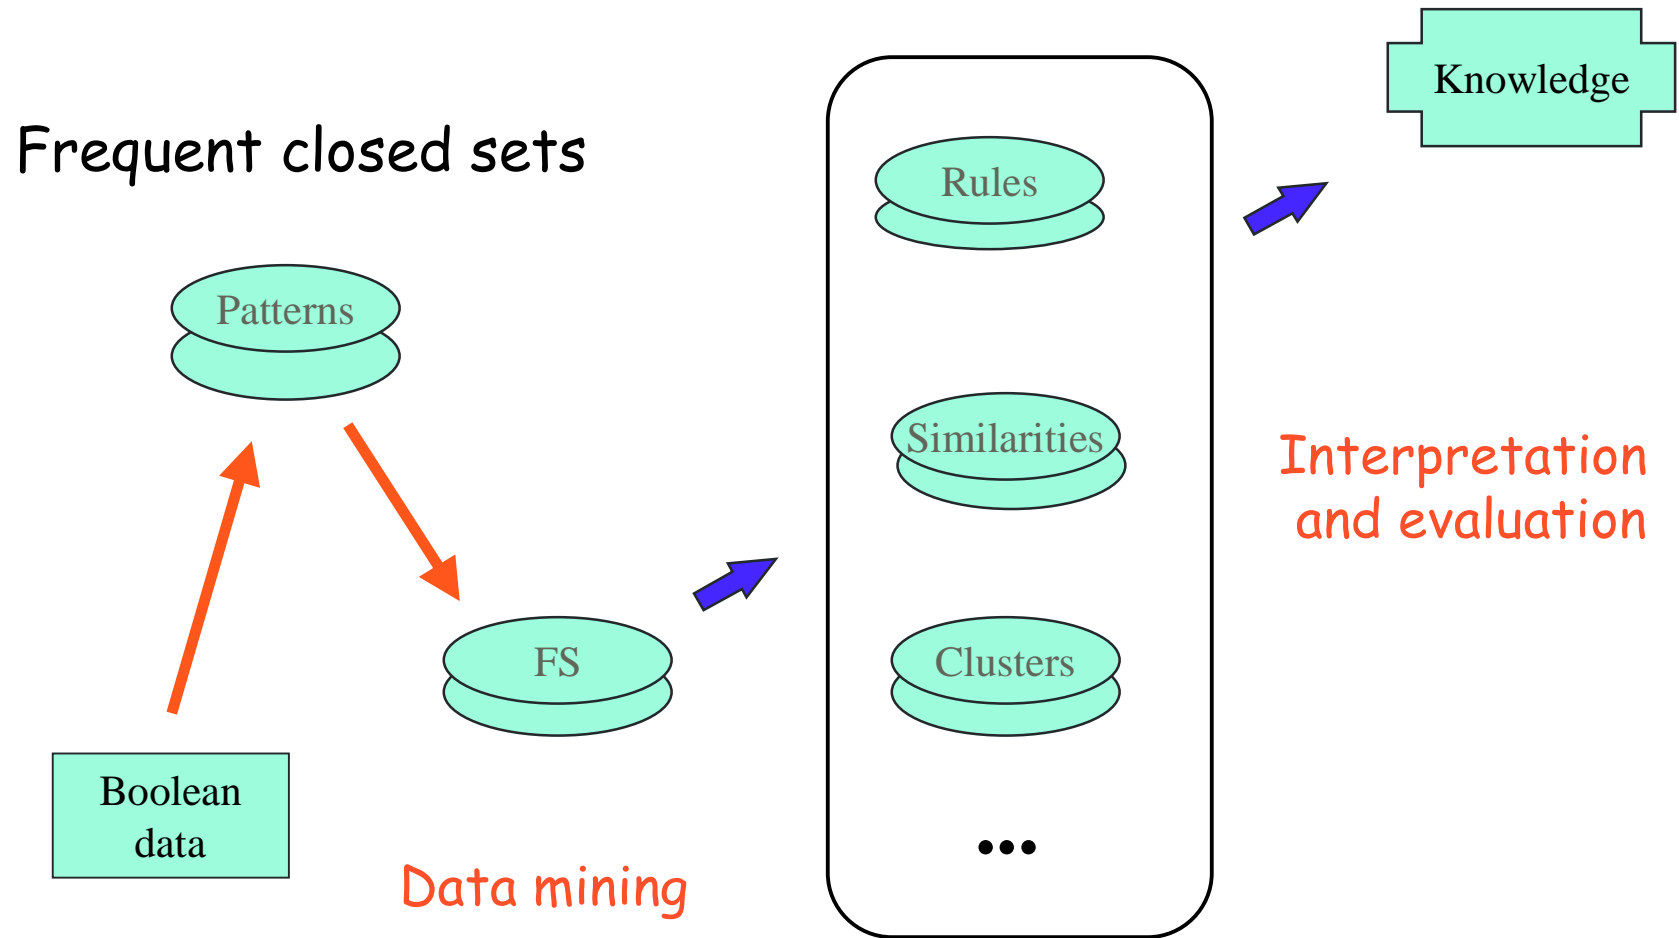 Knowledge
Frequent closed sets
Rules
Patterns
Similarities
Interpretation
and evaluation
FS
Clusters
Boolean
data
•••
Data mining